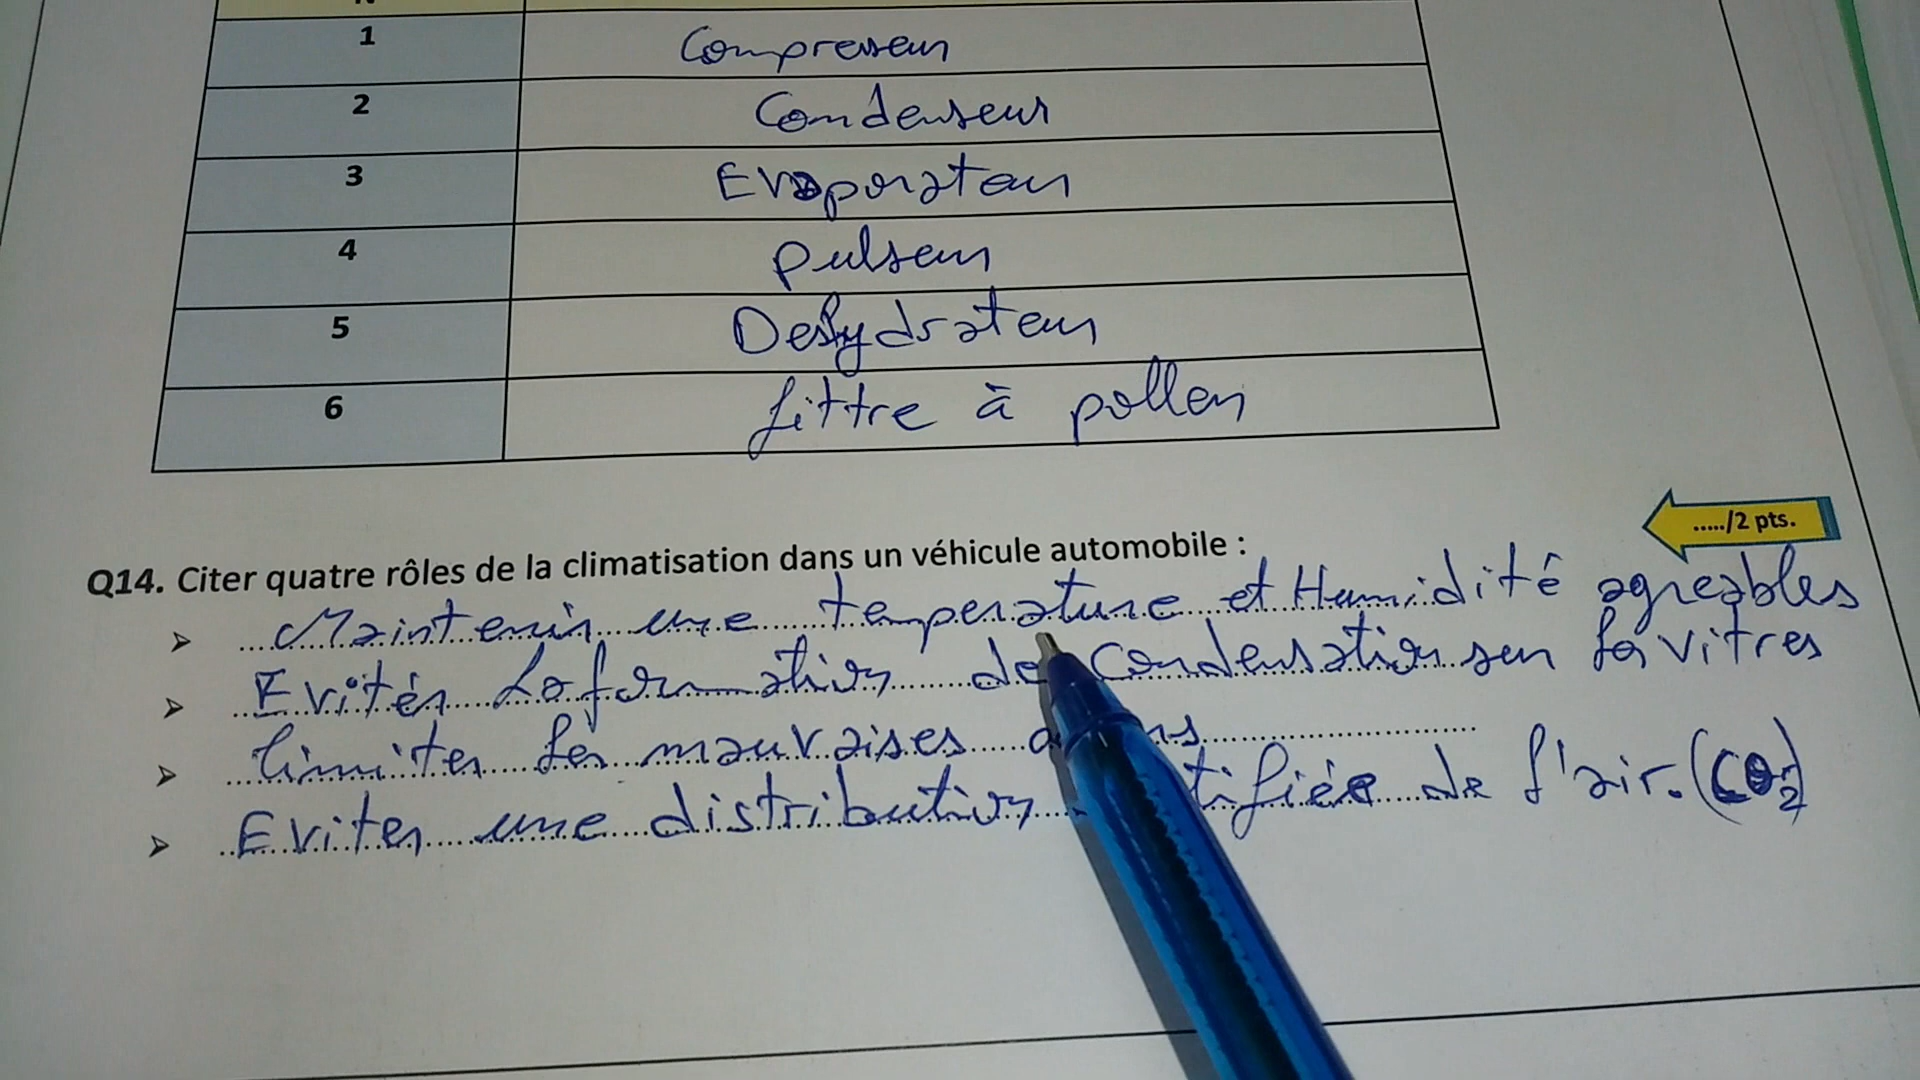 1 Compresseur
2 Condenseur
3 Evaporateur
4 pulseur
5 Deshydrateur
6 filtre à pollen
...../2 pts.
Q14. Citer quatre rôles de la climatisation dans un véhicule automobile :
➤ Maintenir une temperature et Humidité agreables
➤ Eviter la formation de condensation sur les vitres
➤ limiter les mauvaises
➤ Eviter une distribution de l'air. (CO2)